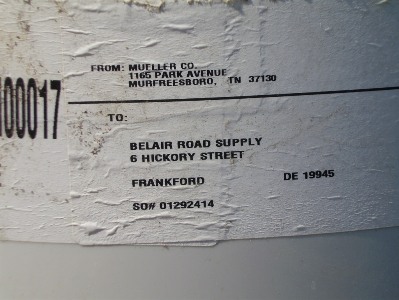 FROM: MUELLER CO.
1165 PARK AVENUE
MURFREESBORO, TN 37130
00017
TO:
BELAIR ROAD SUPPLY
6 HICKORY STREET
FRANKFORD DE 19945
SO# 01292414